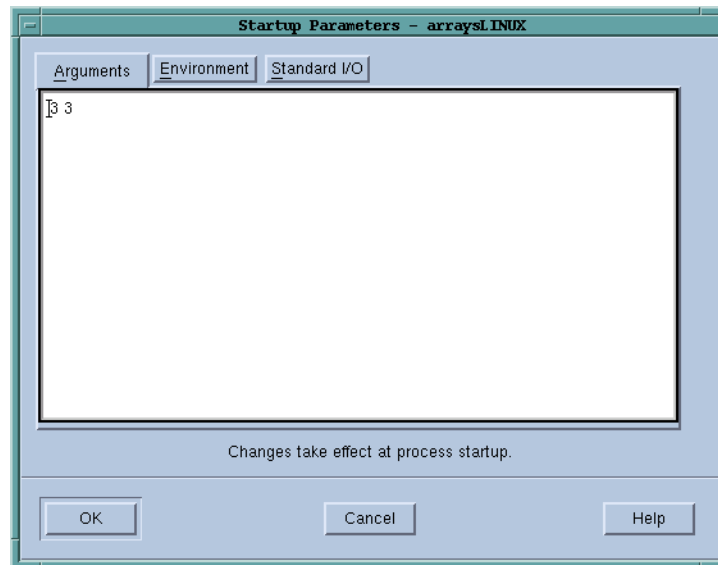 Startup Parameters - arraysLINUX
Arguments Environment Standard I/O
3 3
Changes take effect at process startup.
OK Cancel Help